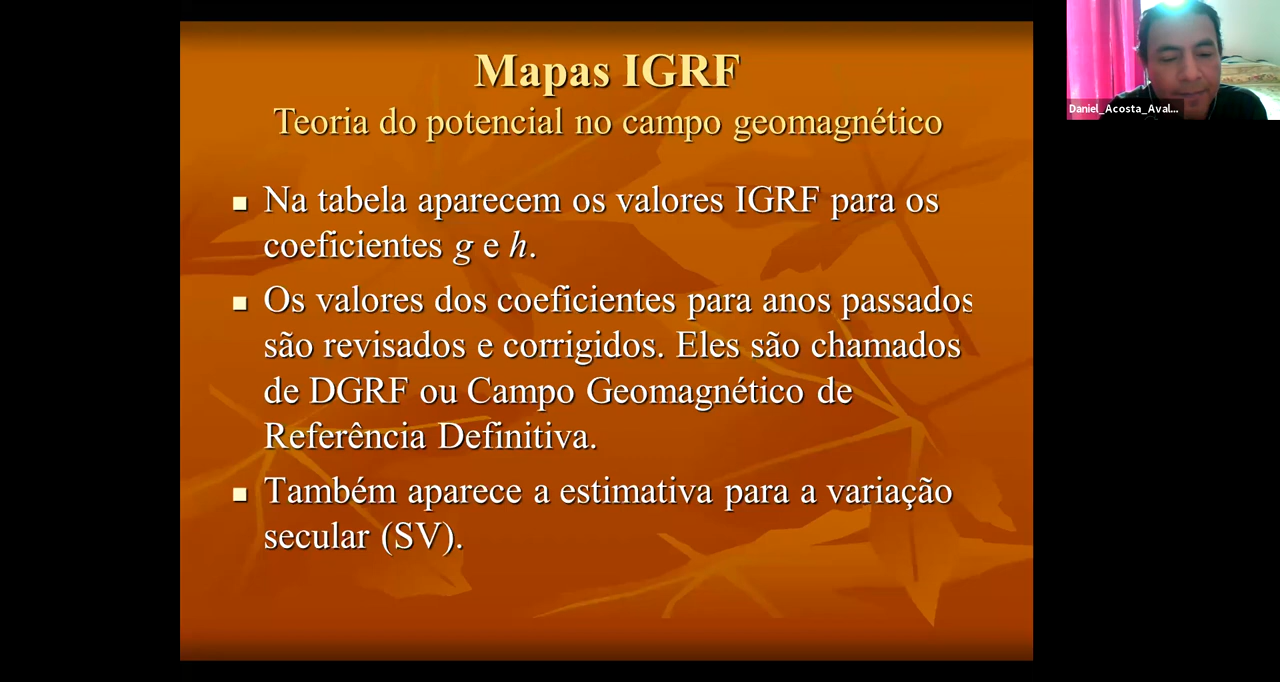 Mapas IGRF
Teoria do potencial no campo geomagnético
Na tabela aparecem os valores IGRF para os
coeficientes g e h.
Os valores dos coeficientes para anos passados
são revisados e corrigidos. Eles são chamados
de DGRF ou Campo Geomagnético de
Referência Definitiva.
Também aparece a estimativa para a variação
secular (SV).
Daniel_Acosta_Aval...